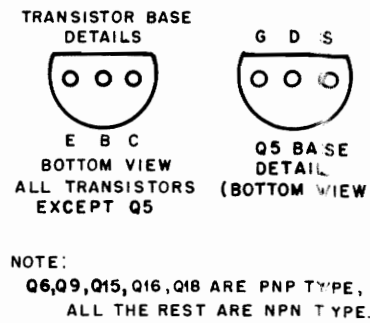 TRANSISTOR BASE
DETAILS
E B C
BOTTOM VIEW
ALL TRANSISTORS
EXCEPT Q5
G D S
Q5 BASE
DETAIL
(BOTTOM VIEW
NOTE:
Q6,Q9,Q15,Q16,Q18 ARE PNP TYPE,
ALL THE REST ARE NPN TYPE.